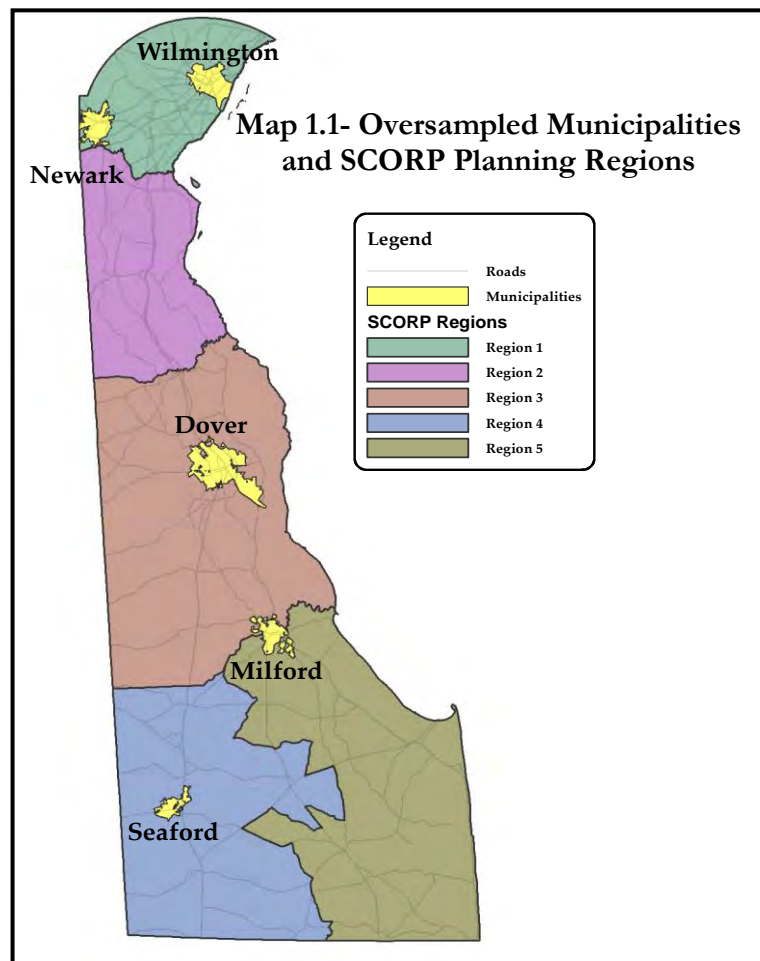 Wilmington
Map 1.1- Oversampled Municipalities
and SCORP Planning Regions
Newark
Legend
Roads
Municipalities
SCORP Regions
Region 1
Region 2
Region 3
Region 4
Region 5
Dover
Milford
Seaford